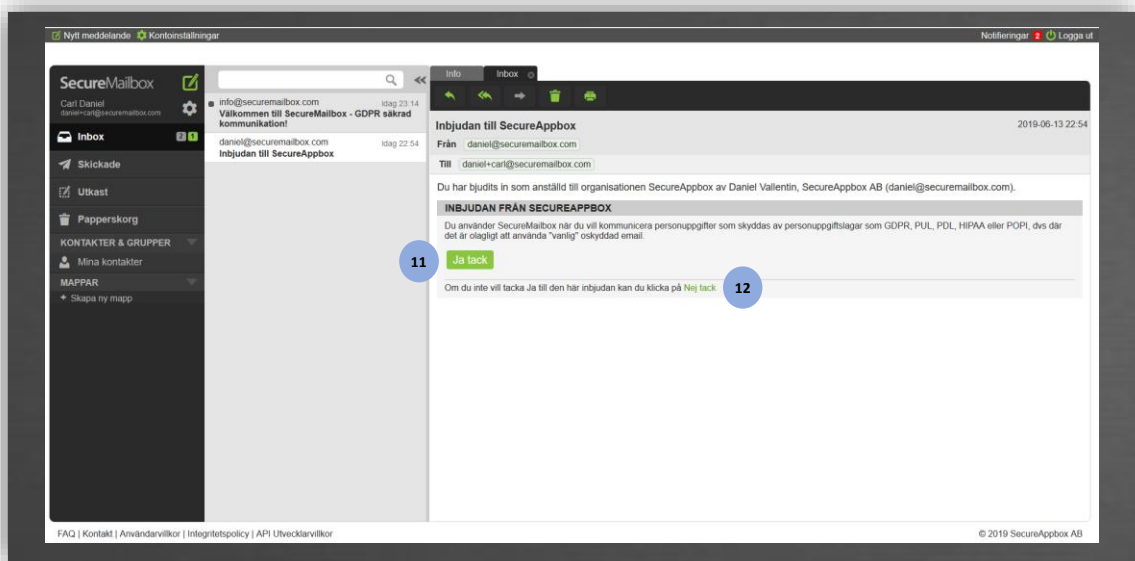 Nytt meddelande Kontoinställningar Notifieringar 2 Logga ut
SecureMailbox
Carl Daniel
daniel+carl@securemailbox.com
Inbox 2 1
Skickade
Utkast
Papperskorg
KONTAKTER & GRUPPER
Mina kontakter
MAPPAR
+ Skapa ny mapp
info@securemailbox.com idag 23:14
Välkommen till SecureMailbox - GDPR säkrad
kommunikation!
daniel@securemailbox.com idag 22:54
Inbjudan till SecureAppbox
Info Inbox
Inbjudan till SecureAppbox 2019-06-13 22:54
Från daniel@securemailbox.com
Till daniel+carl@securemailbox.com
Du har bjudits in som anställd till organisationen SecureAppbox av Daniel Vallentin, SecureAppbox AB (daniel@securemailbox.com).
INBJUDAN FRÅN SECUREAPPBOX
Du använder SecureMailbox när du vill kommunicera personuppgifter som skyddas av personuppgiftslagar som GDPR, PUL, PDL, HIPAA eller POPI, dvs där
det är olagligt att använda "vanlig" oskyddad email.
11 Ja tack
Om du inte vill tacka Ja till den här inbjudan kan du klicka på Nej tack 12
FAQ | Kontakt | Användarvillkor | Integritetspolicy | API Utvecklarvillkor © 2019 SecureAppbox AB